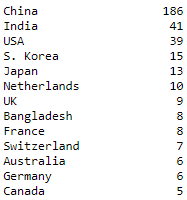 China 186
India 41
USA 39
S. Korea 15
Japan 13
Netherlands 10
UK 9
Bangladesh 8
France 8
Switzerland 7
Australia 6
Germany 6
Canada 5